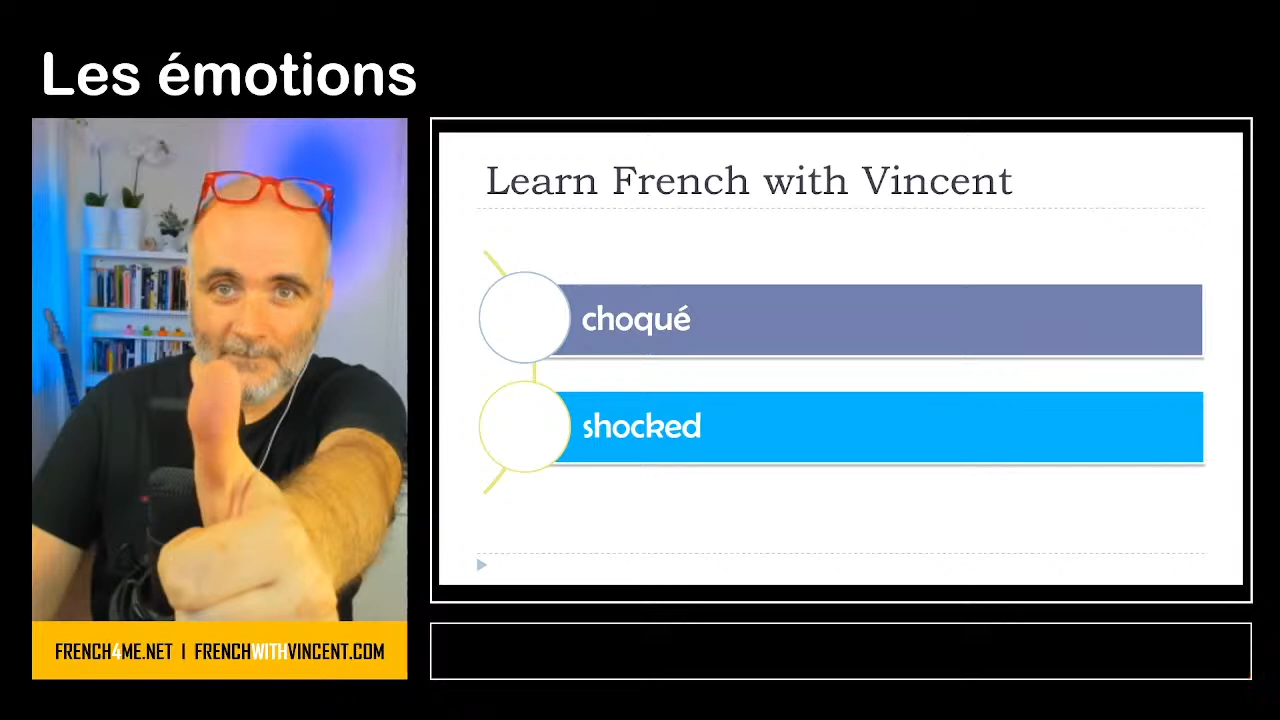 Les émotions
Learn French with Vincent
choqué
shocked
FRENCH4ME.NET | FRENCHWITHVINCENT.COM